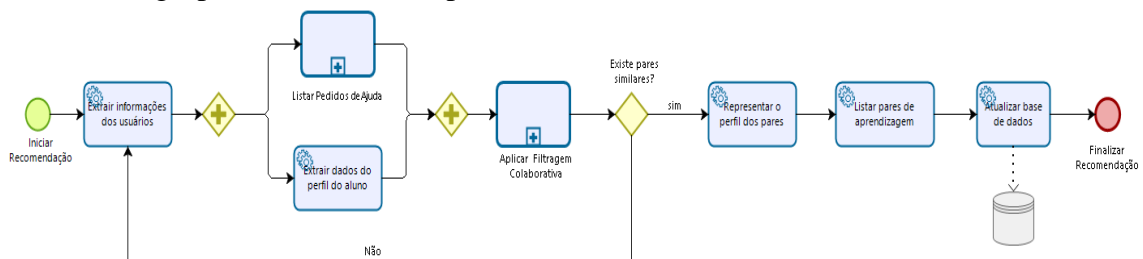 Iniciar
Recomendação
Extrair informações
dos usuários
Listar Pedidos de Ajuda
Extrair dados do
perfil do aluno
Aplicar Filtragem
Colaborativa
Existe pares
similares?
sim
Não
Representar o
perfil dos pares
Listar pares de
aprendizagem
Atualizar base
de dados
Finalizar
Recomendação